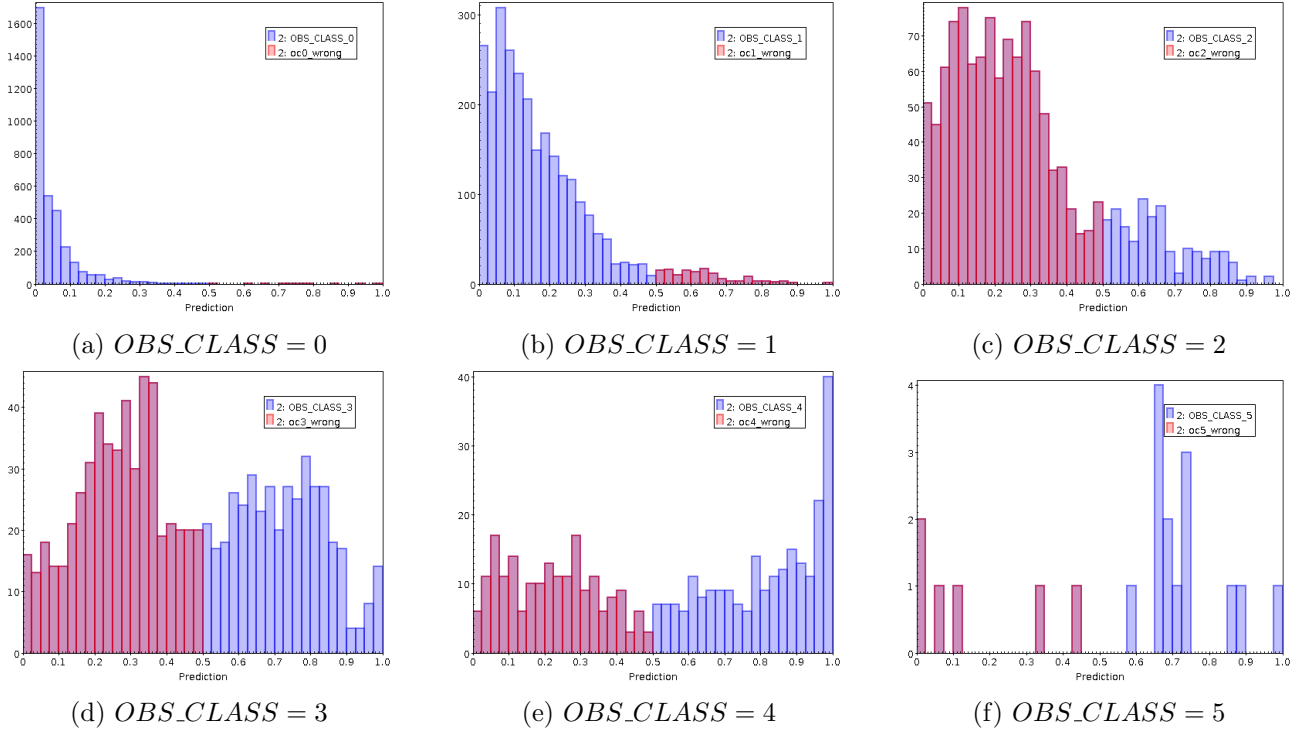 2: OBS_CLASS_0
2: oc0_wrong
1600
1400
1200
1000
800
600
400
200
0
0 0.1 0.2 0.3 0.4 0.5 0.6 0.7 0.8 0.9 1.0
Prediction
(a) OBS_CLASS = 0
2: OBS_CLASS_1
2: oc1_wrong
300
200
100
0
0 0.1 0.2 0.3 0.4 0.5 0.6 0.7 0.8 0.9 1.0
Prediction
(b) OBS_CLASS = 1
2: OBS_CLASS_2
2: oc2_wrong
70
60
50
40
30
20
10
0
0 0.1 0.2 0.3 0.4 0.5 0.6 0.7 0.8 0.9 1.0
Prediction
(c) OBS_CLASS = 2
2: OBS_CLASS_3
2: oc3_wrong
40
30
20
10
0
0 0.1 0.2 0.3 0.4 0.5 0.6 0.7 0.8 0.9 1.0
Prediction
(d) OBS_CLASS = 3
2: OBS_CLASS_4
2: oc4_wrong
40
30
20
10
0
0 0.1 0.2 0.3 0.4 0.5 0.6 0.7 0.8 0.9 1.0
Prediction
(e) OBS_CLASS = 4
2: OBS_CLASS_5
2: oc5_wrong
4
3
2
1
0
0 0.1 0.2 0.3 0.4 0.5 0.6 0.7 0.8 0.9 1.0
Prediction
(f) OBS_CLASS = 5